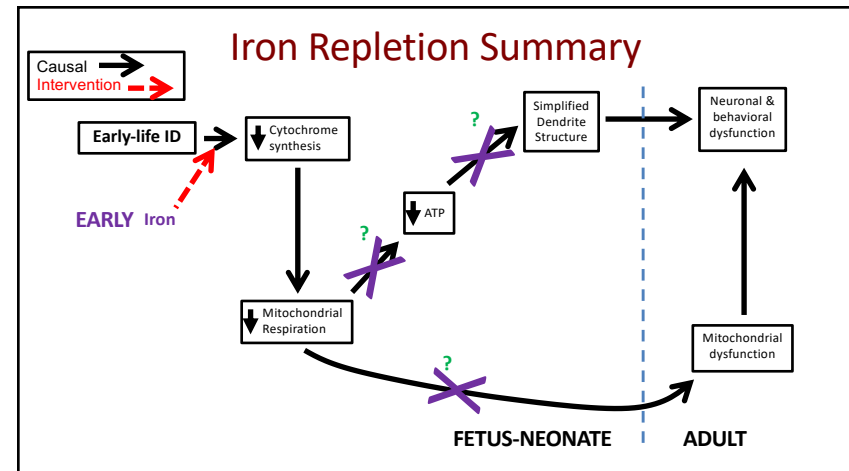 Iron Repletion Summary
Causal
Intervention
Early-life ID
Cytochrome
synthesis
?
Simplified
Dendrite
Structure
Neuronal &
behavioral
dysfunction
EARLY Iron
ATP
?
Mitochondrial
Respiration
?
Mitochondrial
dysfunction
FETUS-NEONATE
ADULT